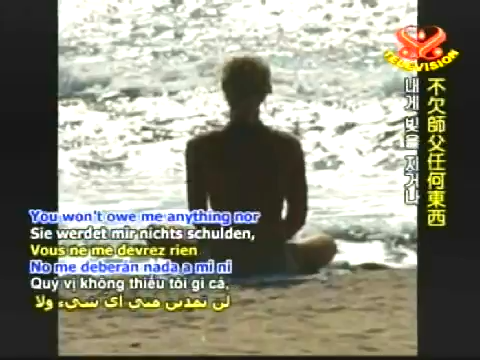 TELEVISION
不欠師父任何東西
내게 빚을 지거나
You won't owe me anything nor
Sie werdet mir nichts schulden,
Vous ne me devrez rien
No me deberán nada a mí ni
Quý vị không thiếu tôi gì cả,
لن تمدين مني أي شيء ولا